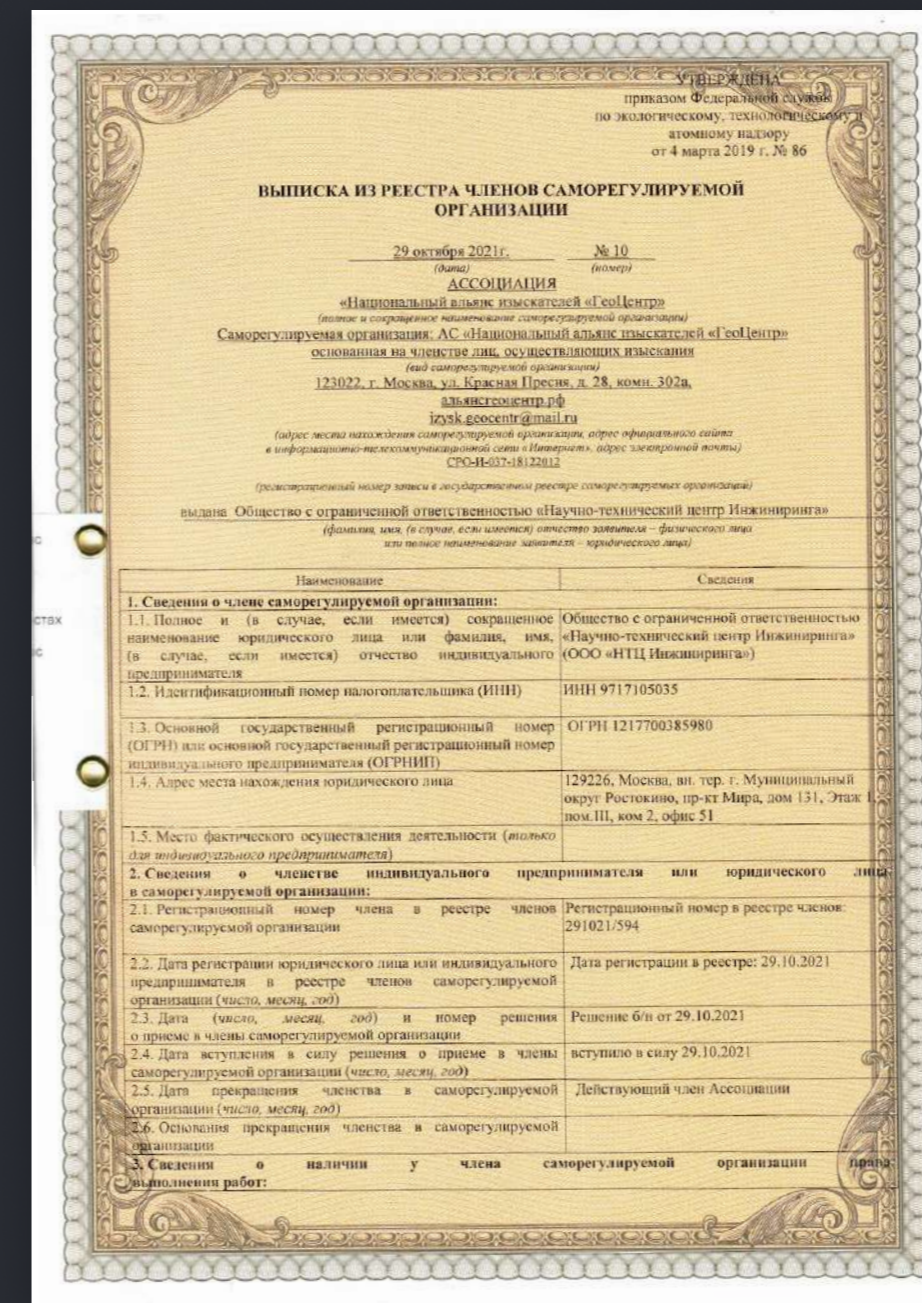 УТВЕРЖДЕНА
приказом Федеральной службы
по экологическому, технологическому и
атомному надзору
от 4 марта 2019 г. № 86
ВЫПИСКА ИЗ РЕЕСТРА ЧЛЕНОВ САМОРЕГУЛИРУЕМОЙ
ОРГАНИЗАЦИИ
29 октября 2021г. № 10
(дата) (номер)
АССОЦИАЦИЯ
«Национальный альянс изыскателей «ГеоЦентр»
(полное и сокращенное наименование саморегулируемой организации)
Саморегулируемая организация: АС «Национальный альянс изыскателей «ГеоЦентр»
основанная на членстве лиц, осуществляющих изыскания
(вид саморегулируемой организации)
123022, г. Москва, ул. Красная Пресня, д. 28, комн. 302а,
альянсгеоцентр.рф
izysk.geocentr@mail.ru
(адрес места нахождения саморегулируемой организации, адрес официального сайта
в информационно-телекоммуникационной сети «Интернет», адрес электронной почты)
СРО-И-037-18122012
(регистрационный номер записи в государственном реестре саморегулируемых организаций)
выдана Общество с ограниченной ответственностью «Научно-технический центр Инжиниринга»
(фамилия, имя, (в случае, если имеется) отчество заявителя – физического лица
или полное наименование заявителя – юридического лица)
с
стах
с
Наименование Сведения
1. Сведения о члене саморегулируемой организации:
1.1. Полное и (в случае, если имеется) сокращенное
наименование юридического лица или фамилия, имя,
(в случае, если имеется) отчество индивидуального
предпринимателя
Общество с ограниченной ответственностью
«Научно-технический центр Инжиниринга»
(ООО «НТЦ Инжиниринга»)
1.2. Идентификационный номер налогоплательщика (ИНН)
ИНН 9717105035
1.3. Основной государственный регистрационный номер
(ОГРН) или основной государственный регистрационный номер
индивидуального предпринимателя (ОГРНИП)
ОГРН 1217700385980
1.4. Адрес места нахождения юридического лица
129226, Москва, вн. тер. г. Муниципальный
округ Ростокино, пр-кт Мира, дом 131, Этаж 1,
пом.III, ком 2, офис 51
1.5. Место фактического осуществления деятельности (только
для индивидуального предпринимателя)
2. Сведения о членстве индивидуального предпринимателя или юридического лица
в саморегулируемой организации:
2.1. Регистрационный номер члена в реестре членов
саморегулируемой организации
Регистрационный номер в реестре членов:
291021/594
2.2. Дата регистрации юридического лица или индивидуального
предпринимателя в реестре членов саморегулируемой
организации (число, месяц, год)
Дата регистрации в реестре: 29.10.2021
2.3. Дата (число, месяц, год) и номер решения
о приеме в члены саморегулируемой организации
Решение б/н от 29.10.2021
2.4. Дата вступления в силу решения о приеме в члены
саморегулируемой организации (число, месяц, год)
вступило в силу 29.10.2021
2.5. Дата прекращения членства в саморегулируемой
организации (число, месяц, год)
Действующий член Ассоциации
2.6. Основания прекращения членства в саморегулируемой
организации
3. Сведения о наличии у члена саморегулируемой организации права
выполнения работ: